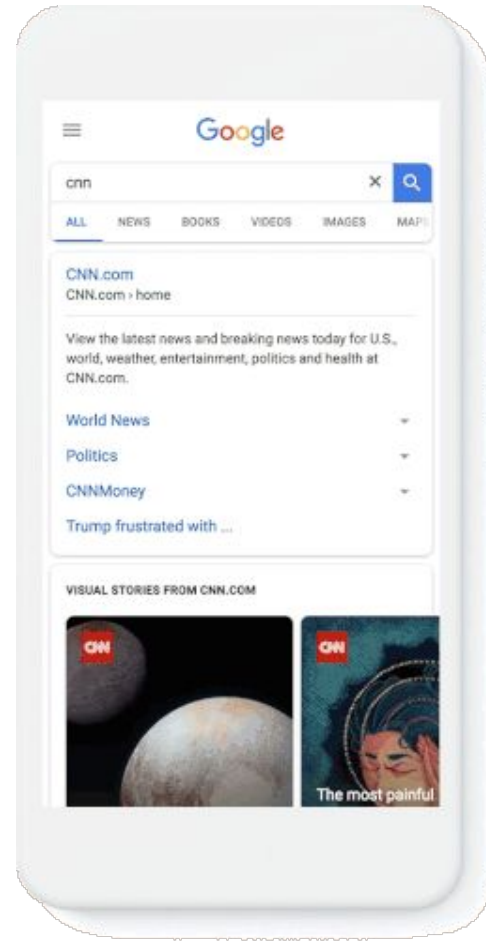 Google
cnn
ALL NEWS BOOKS VIDEOS IMAGES MAPS
CNN.com
CNN.com › home
View the latest news and breaking news today for U.S.,
world, weather, entertainment, politics and health at
CNN.com.
World News
Politics
CNNMoney
Trump frustrated with ...
VISUAL STORIES FROM CNN.COM
CNN
CNN
The most painful